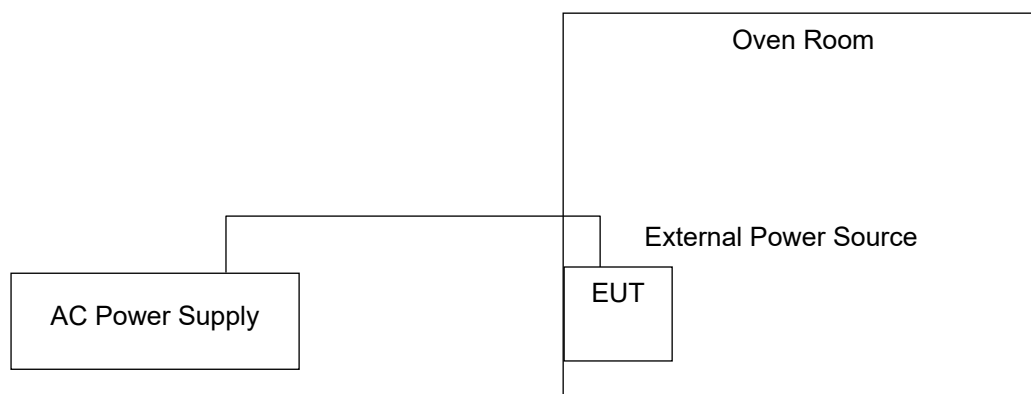 Oven Room
External Power Source
EUT
AC Power Supply